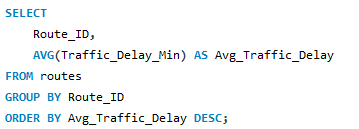 SELECT
    Route_ID,
    AVG(Traffic_Delay_Min) AS Avg_Traffic_Delay
FROM routes
GROUP BY Route_ID
ORDER BY Avg_Traffic_Delay DESC;